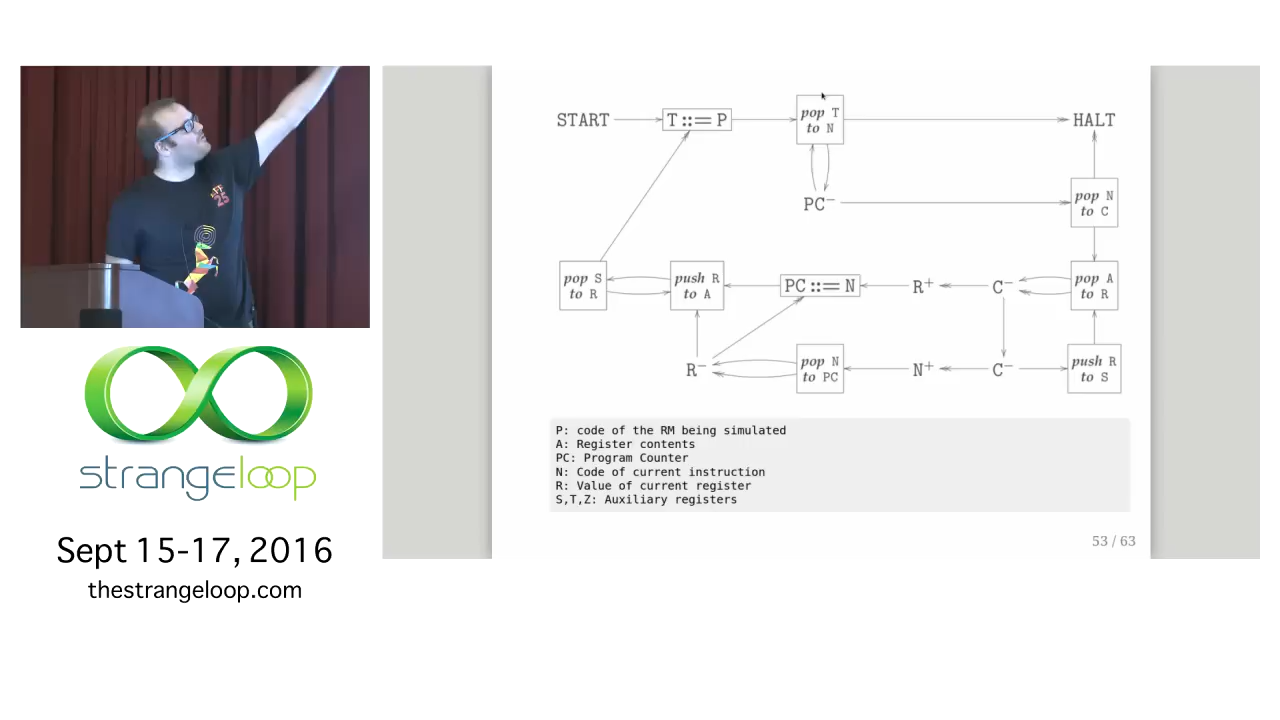 START
T ::= P
pop T
to N
HALT
PC⁻
pop N
to C
pop S
to R
push R
to A
PC ::= N
R⁺
C⁻
pop A
to R
R⁻
pop N
to PC
N⁺
C⁻
push R
to S
P: code of the RM being simulated
A: Register contents
PC: Program Counter
N: Code of current instruction
R: Value of current register
S,T,Z: Auxiliary registers
53 / 63
25
strangeloop
Sept 15-17, 2016
thestrangeloop.com